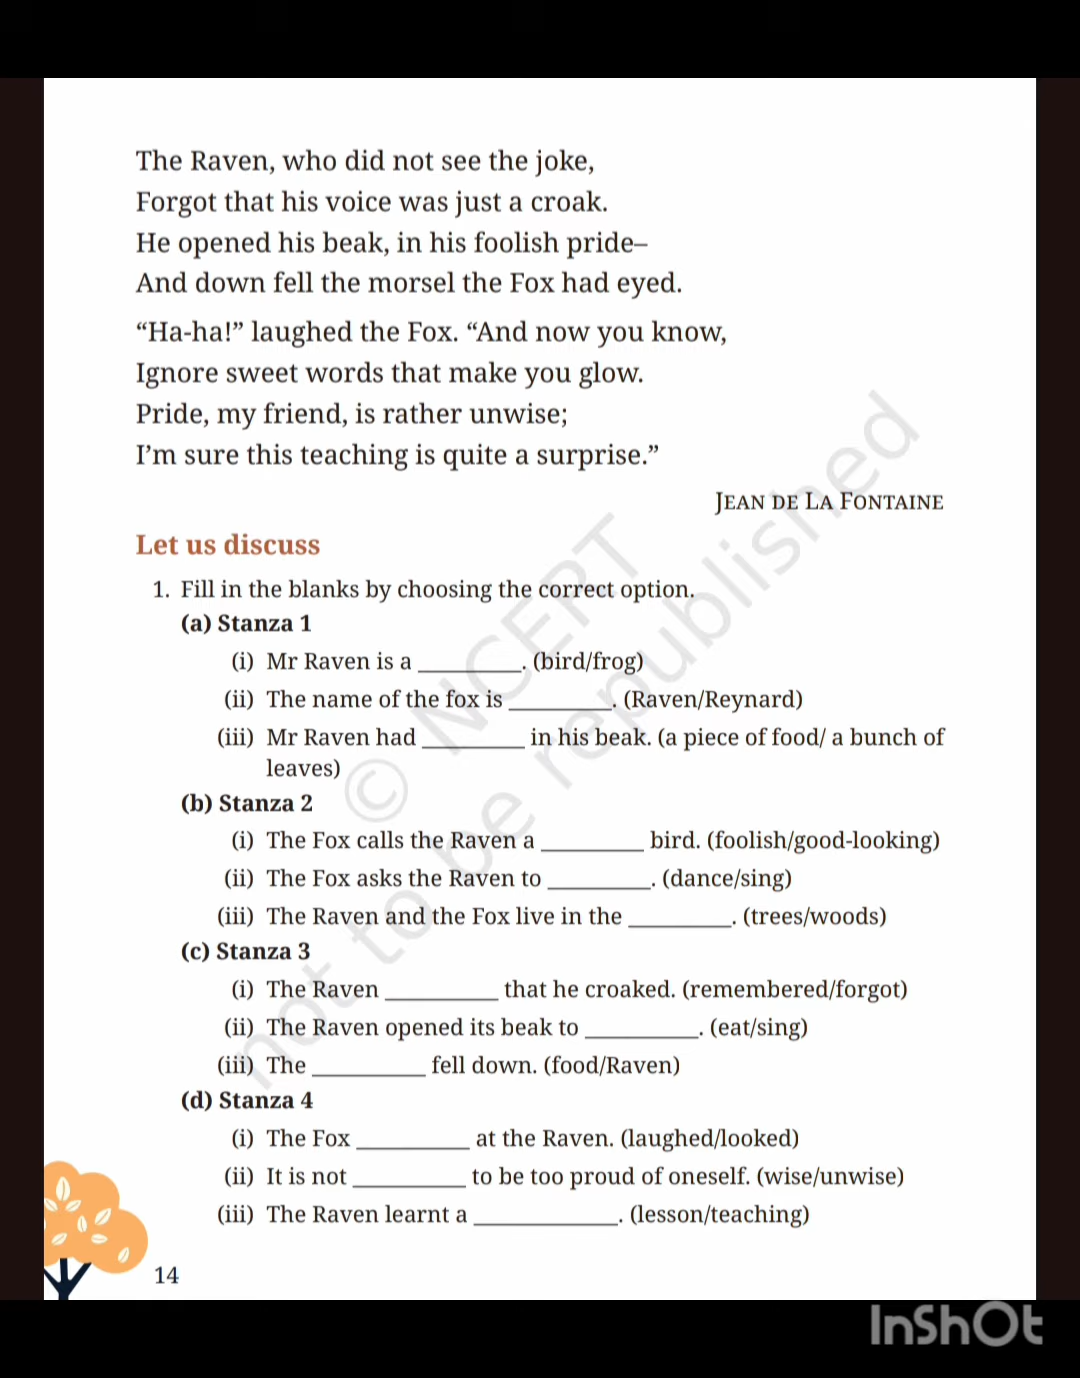 The Raven, who did not see the joke,
Forgot that his voice was just a croak.
He opened his beak, in his foolish pride–
And down fell the morsel the Fox had eyed.
“Ha-ha!” laughed the Fox. “And now you know,
Ignore sweet words that make you glow.
Pride, my friend, is rather unwise;
I’m sure this teaching is quite a surprise.”
JEAN DE LA FONTAINE
Let us discuss
1. Fill in the blanks by choosing the correct option.
(a) Stanza 1
(i) Mr Raven is a ________. (bird/frog)
(ii) The name of the fox is ________. (Raven/Reynard)
(iii) Mr Raven had ________ in his beak. (a piece of food/ a bunch of
leaves)
(b) Stanza 2
(i) The Fox calls the Raven a ________ bird. (foolish/good-looking)
(ii) The Fox asks the Raven to ________. (dance/sing)
(iii) The Raven and the Fox live in the ________. (trees/woods)
(c) Stanza 3
(i) The Raven _________ that he croaked. (remembered/forgot)
(ii) The Raven opened its beak to _________. (eat/sing)
(iii) The _________ fell down. (food/Raven)
(d) Stanza 4
(i) The Fox _________ at the Raven. (laughed/looked)
(ii) It is not _________ to be too proud of oneself. (wise/unwise)
(iii) The Raven learnt a ___________. (lesson/teaching)
14
© NCERT
not to be republished
InShOt